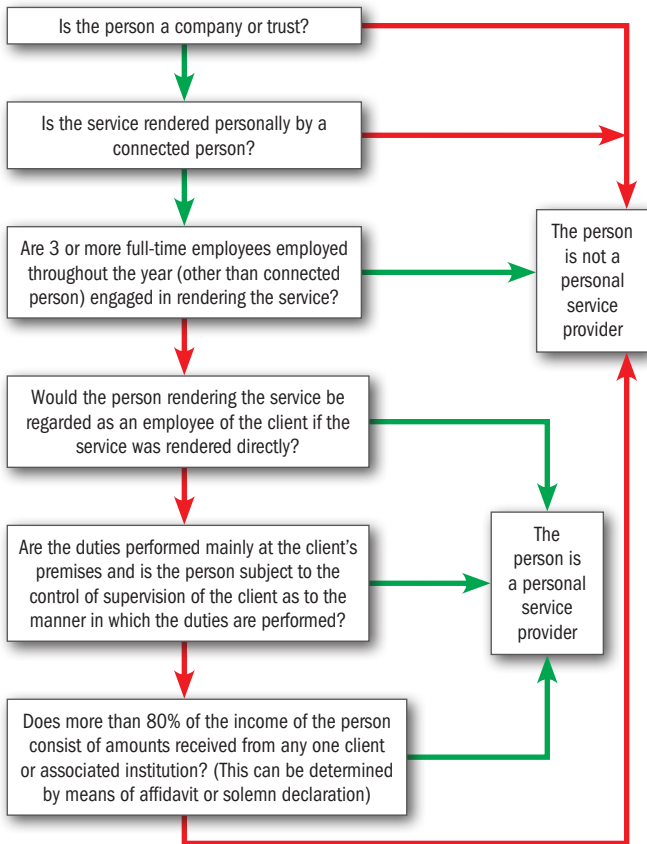 Is the person a company or trust?
Is the service rendered personally by a
connected person?
Are 3 or more full-time employees employed
throughout the year (other than connected
person) engaged in rendering the service?
The person
is not a
personal
service
provider
Would the person rendering the service be
regarded as an employee of the client if the
service was rendered directly?
Are the duties performed mainly at the client's
premises and is the person subject to the
control of supervision of the client as to the
manner in which the duties are performed?
The
person is
a personal
service
provider
Does more than 80% of the income of the person
consist of amounts received from any one client
or associated institution? (This can be determined
by means of affidavit or solemn declaration)